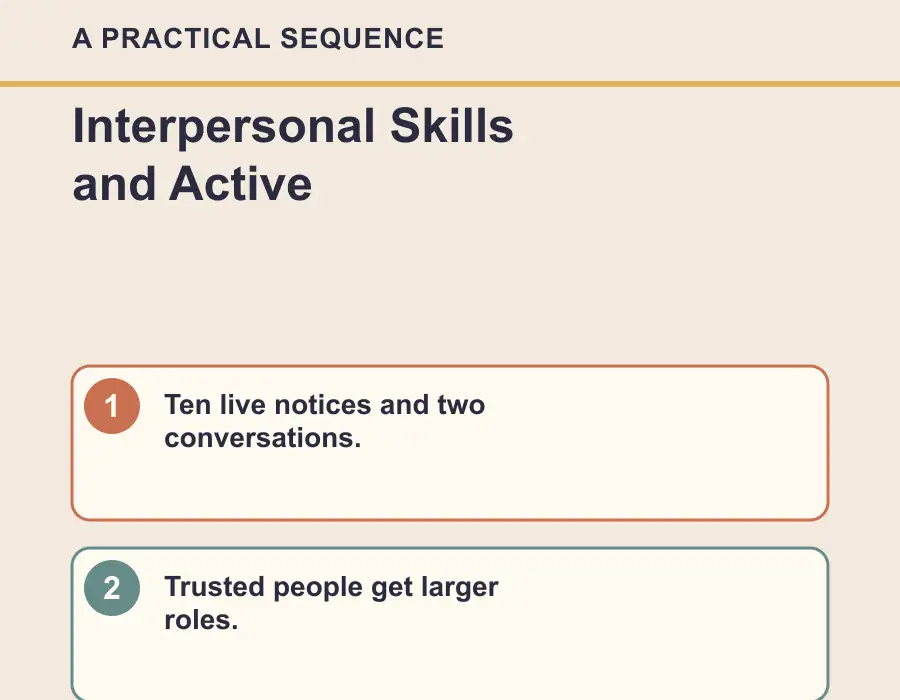 A PRACTICAL SEQUENCE
Interpersonal Skills
and Active
1
Ten live notices and two
conversations.
2
Trusted people get larger
roles.